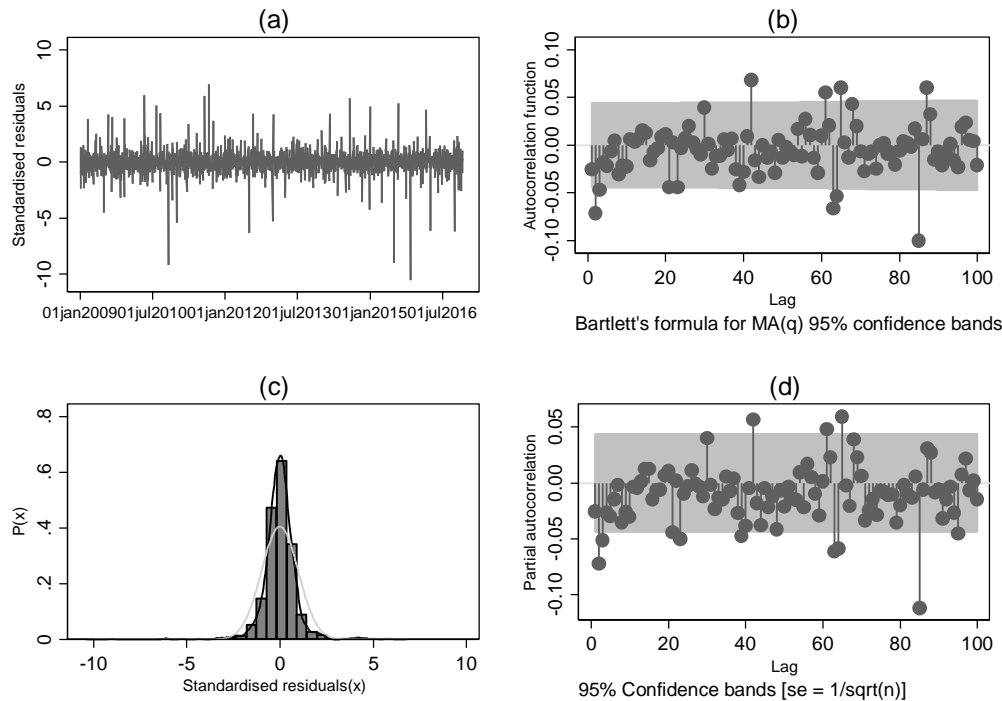 (a)
Standardised residuals
10
5
0
-5
-10
01jan2009 01jul2010 01jan2012 01jul2013 01jan2015 01jul2016
(b)
Autocorrelation function
0.10
0.05
0.00
-0.05
-0.10
0 20 40 60 80 100
Lag
Bartlett's formula for MA(q) 95% confidence bands
(c)
P(x)
.8
.6
.4
.2
0
-10 -5 0 5 10
Standardised residuals(x)
(d)
Partial autocorrelation
0.05
0.00
-0.05
-0.10
0 20 40 60 80 100
Lag
95% Confidence bands [se = 1/sqrt(n)]